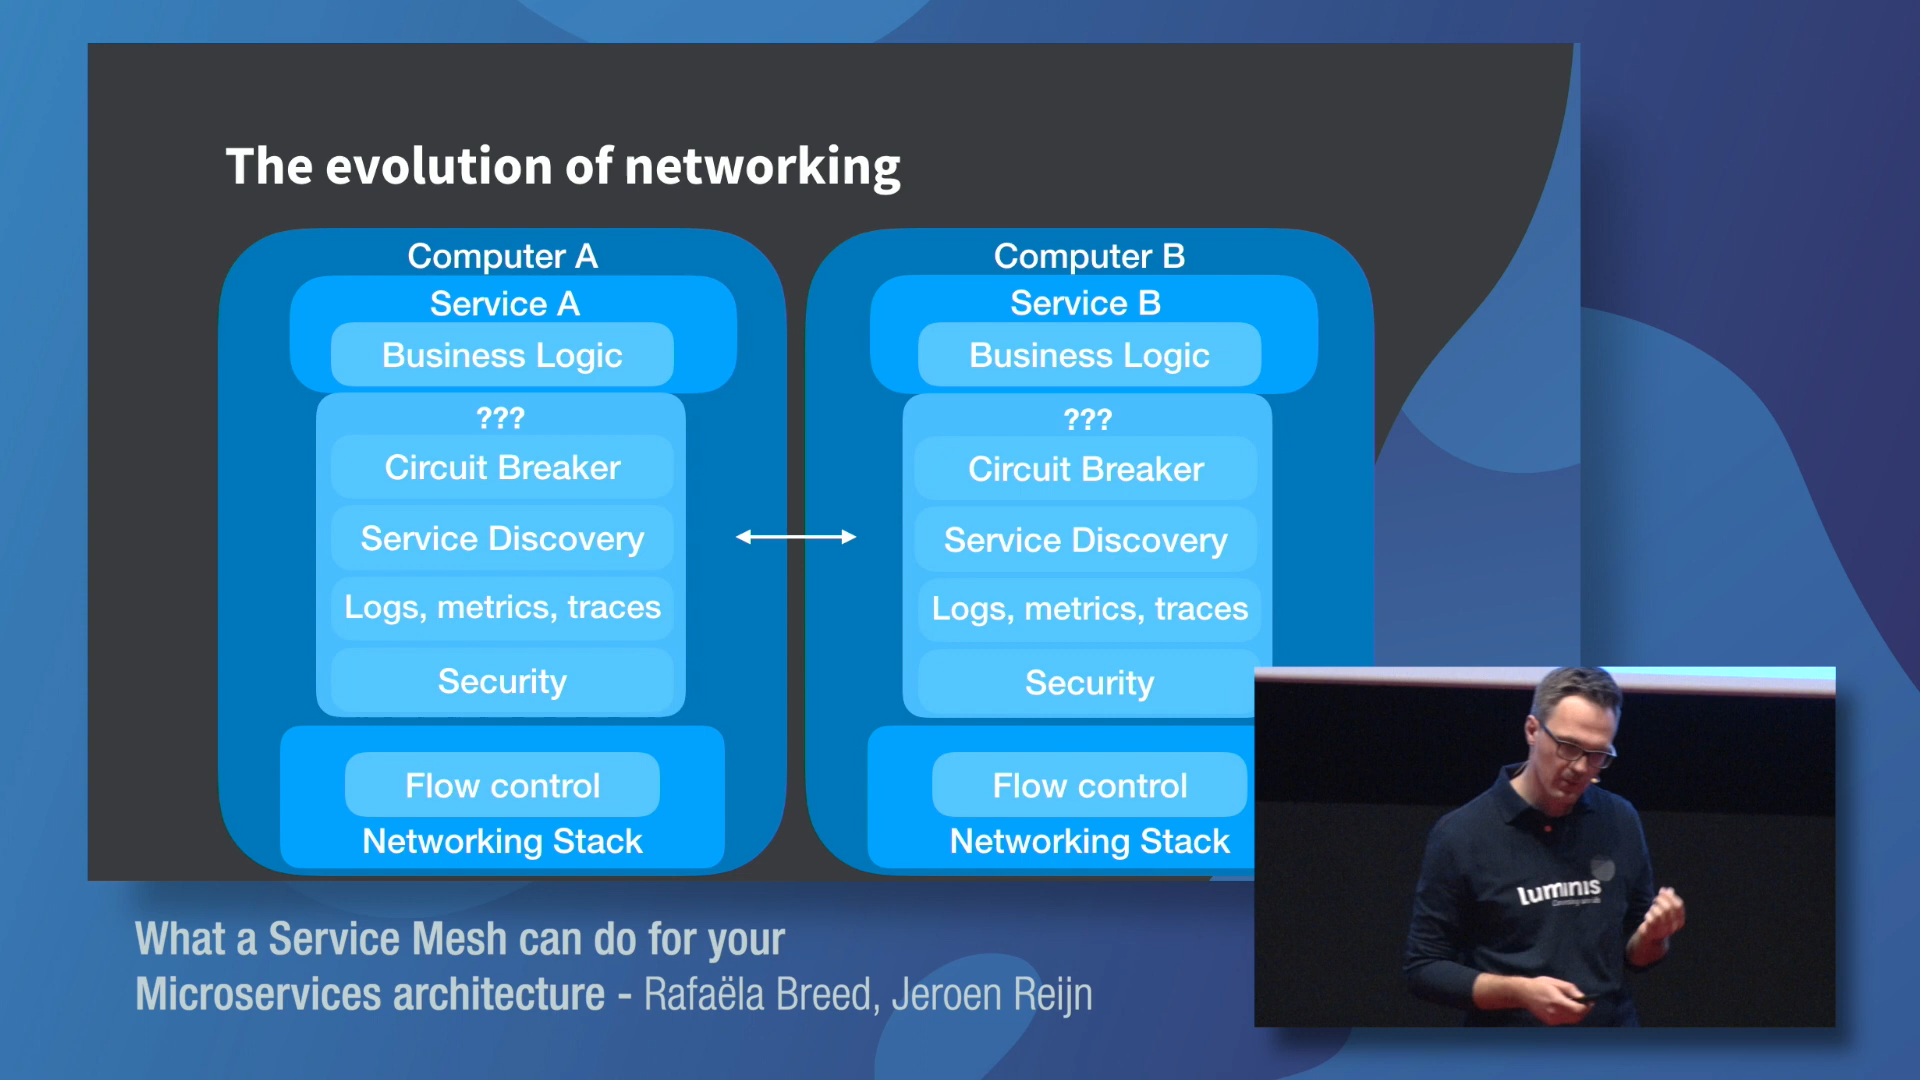 The evolution of networking
Computer A
Service A
Business Logic
???
Circuit Breaker
Service Discovery
Logs, metrics, traces
Security
Flow control
Networking Stack
Computer B
Service B
Business Logic
???
Circuit Breaker
Service Discovery
Logs, metrics, traces
Security
Flow control
Networking Stack
luminis
What a Service Mesh can do for your
Microservices architecture - Rafaëla Breed, Jeroen Reijn